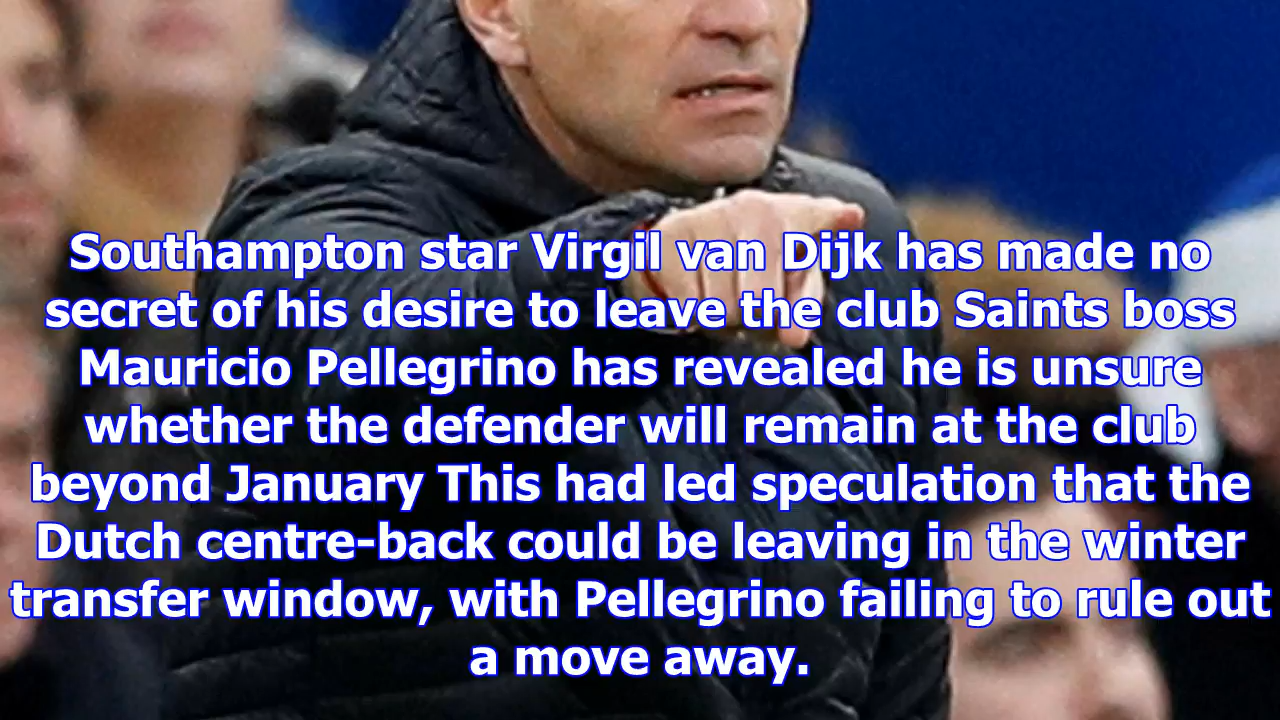 Southampton star Virgil van Dijk has made no
secret of his desire to leave the club Saints boss
Mauricio Pellegrino has revealed he is unsure
whether the defender will remain at the club
beyond January This had led speculation that the
Dutch centre-back could be leaving in the winter
transfer window, with Pellegrino failing to rule out
a move away.